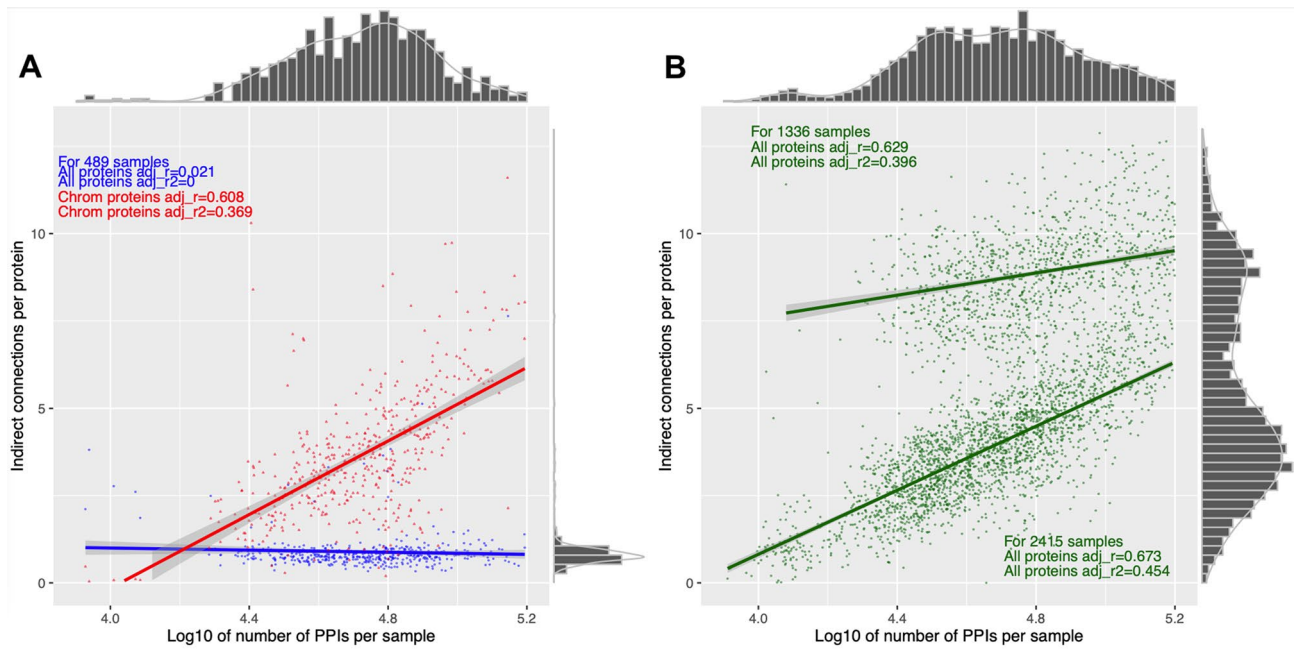 A
For 489 samples
All proteins adj_r=0.021
All proteins adj_r2=0
Chrom proteins adj_r=0.608
Chrom proteins adj_r2=0.369
Indirect connections per protein
10
5
0
4.0 4.4 4.8 5.2
Log10 of number of PPIs per sample
B
For 1336 samples
All proteins adj_r=0.629
All proteins adj_r2=0.396
Indirect connections per protein
10
5
0
For 2415 samples
All proteins adj_r=0.673
All proteins adj_r2=0.454
4.0 4.4 4.8 5.2
Log10 of number of PPIs per sample